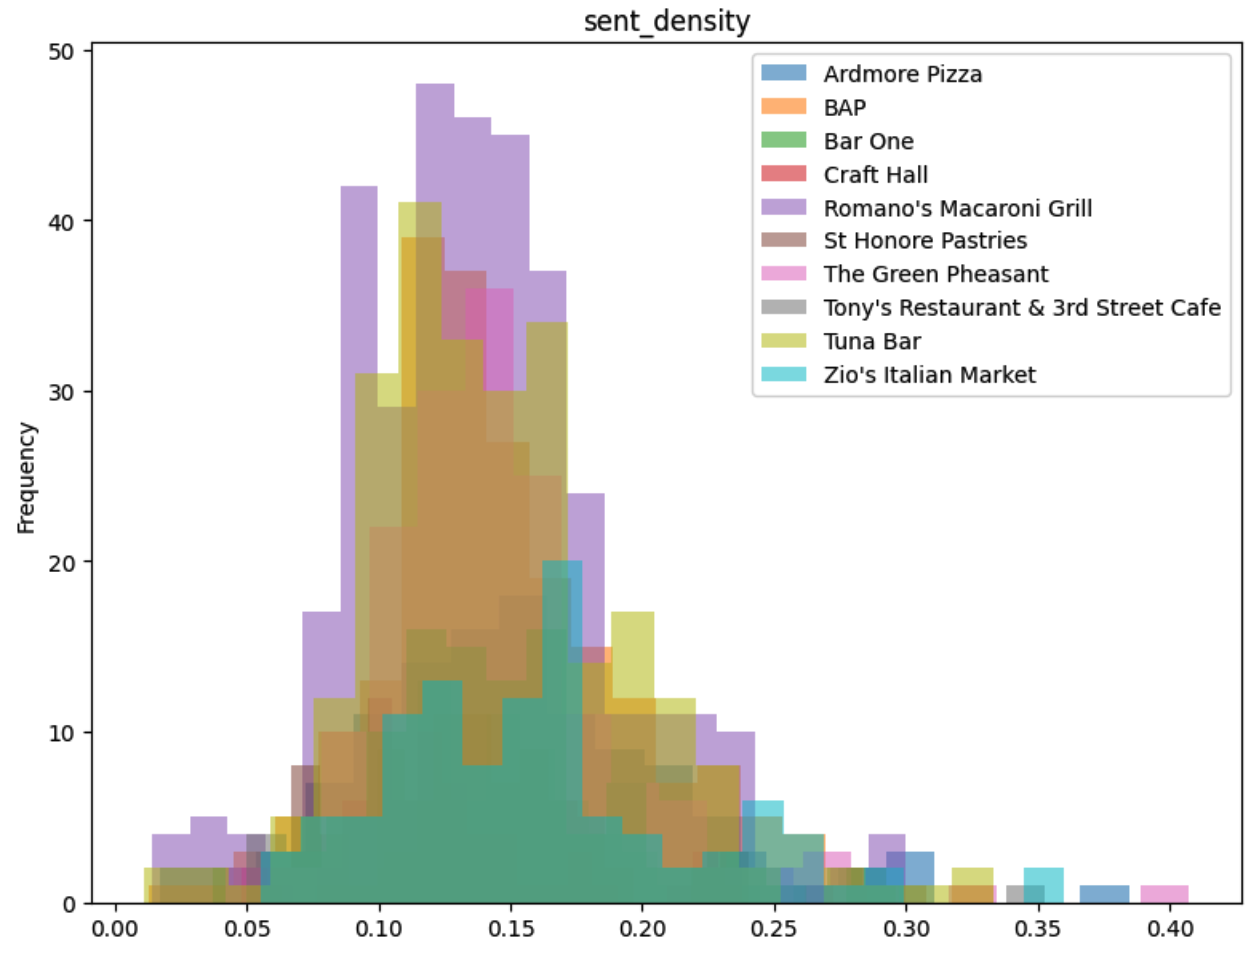 sent_density
50
40
30
20
10
0
Frequency
Ardmore Pizza
BAP
Bar One
Craft Hall
Romano's Macaroni Grill
St Honore Pastries
The Green Pheasant
Tony's Restaurant & 3rd Street Cafe
Tuna Bar
Zio's Italian Market
0.00 0.05 0.10 0.15 0.20 0.25 0.30 0.35 0.40